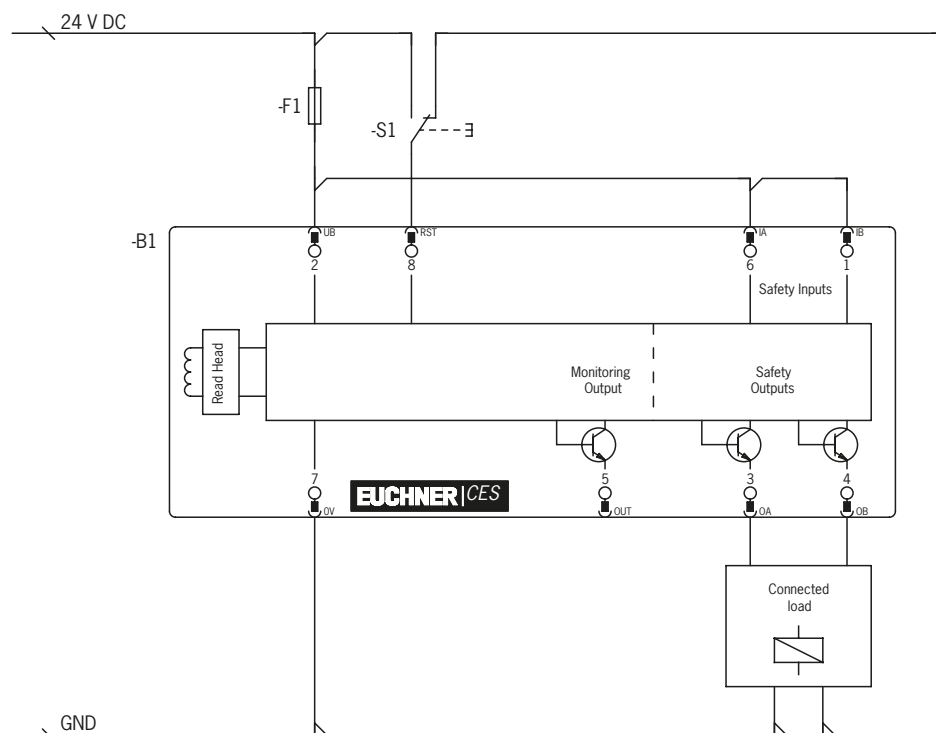 24 V DC
-F1
-S1
-B1
UB
RST
IA
IB
2
8
6
1
Safety Inputs
Read Head
Monitoring
Output
Safety
Outputs
7
5
3
4
EUCHNER|CES
0V
OUT
OA
OB
Connected
load
GND